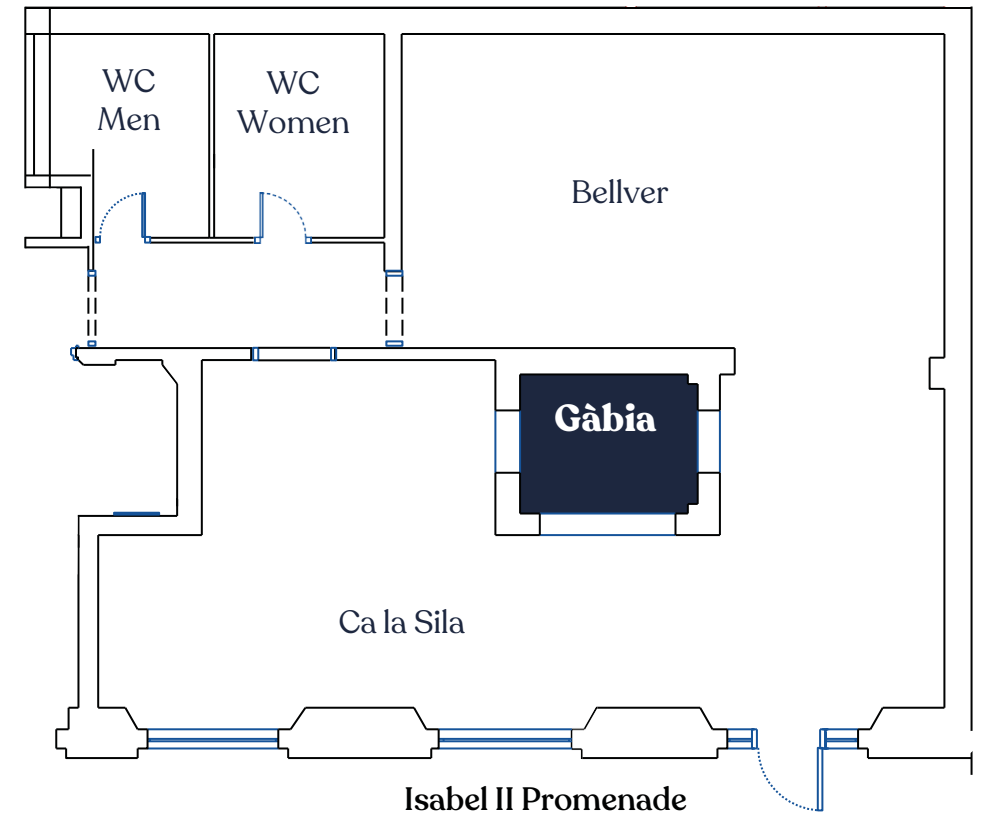 WC
Men
WC
Women
Bellver
Gàbia
Ca la Sila
Isabel II Promenade